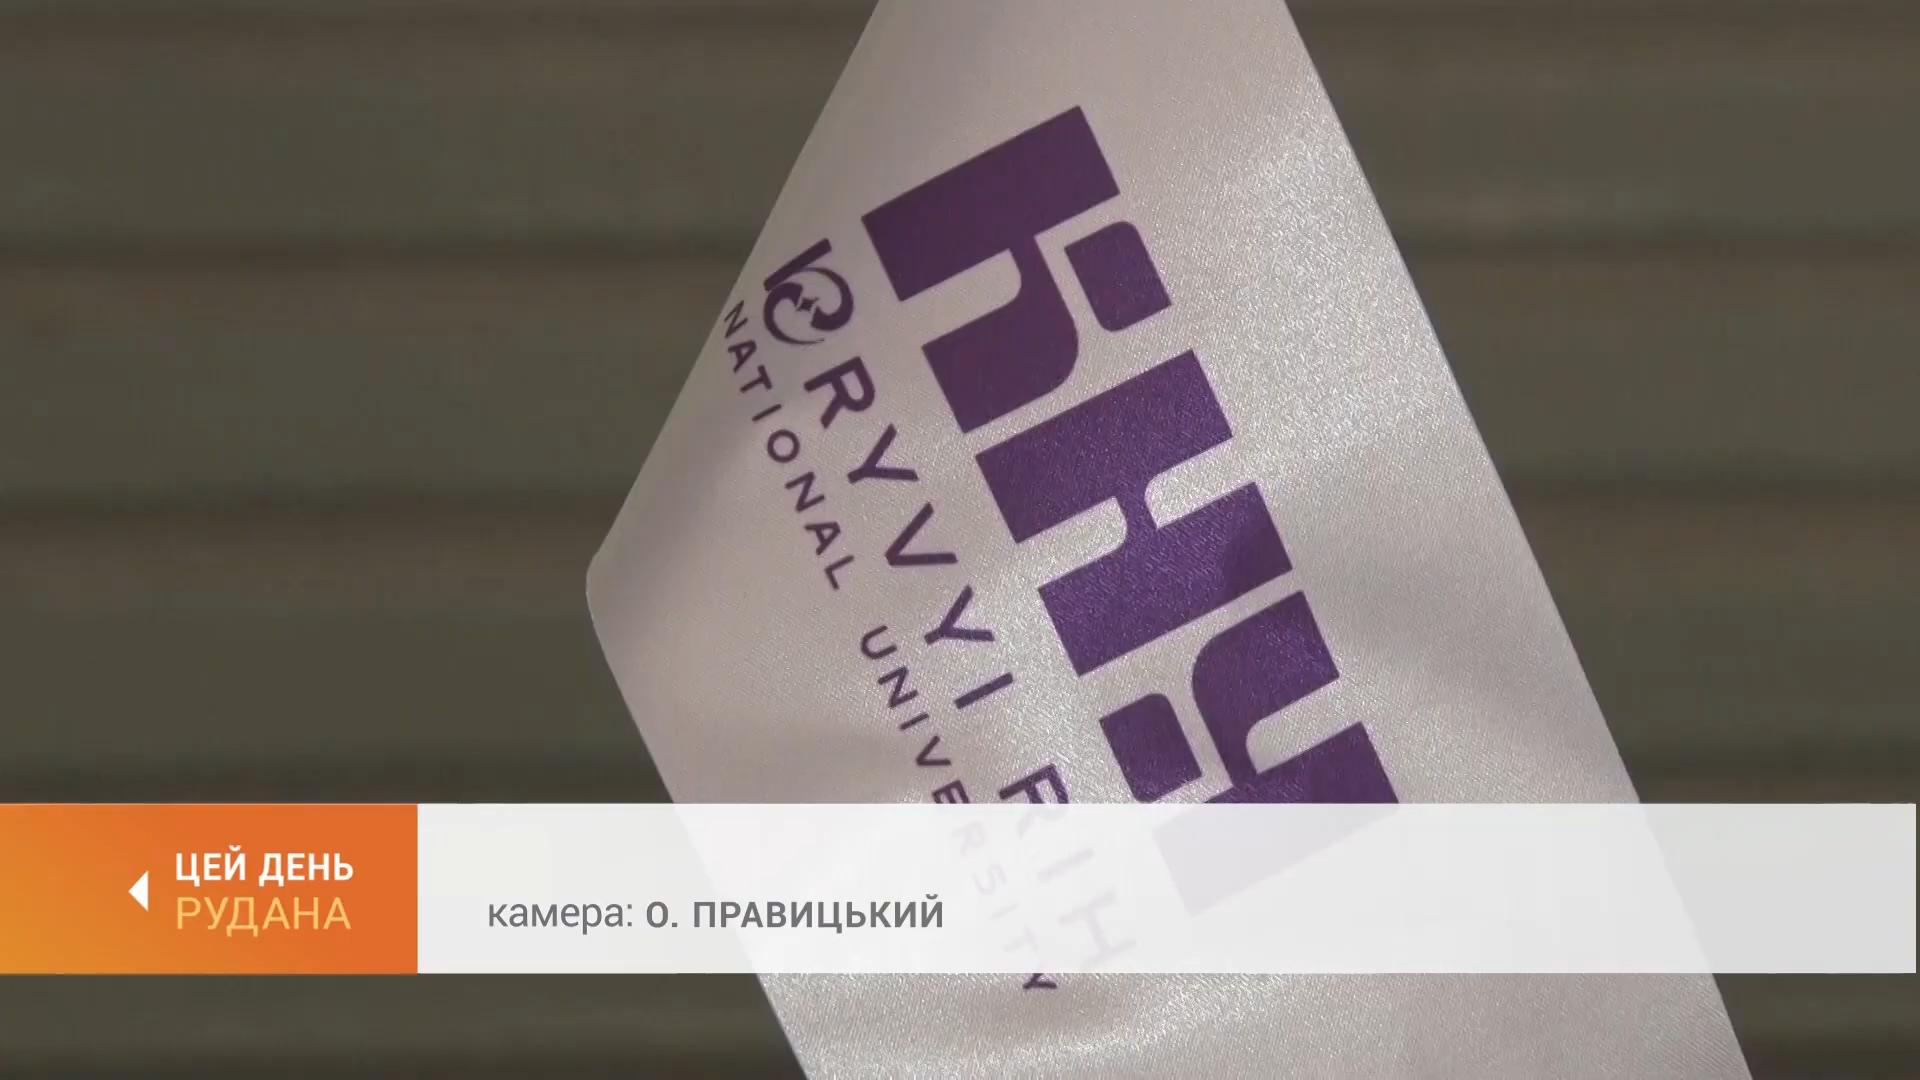 КНУ
KRYVYI RIH
NATIONAL UNIVERSITY
ЦЕЙ ДЕНЬ
РУДАНА
камера: О. ПРАВИЦЬКИЙ